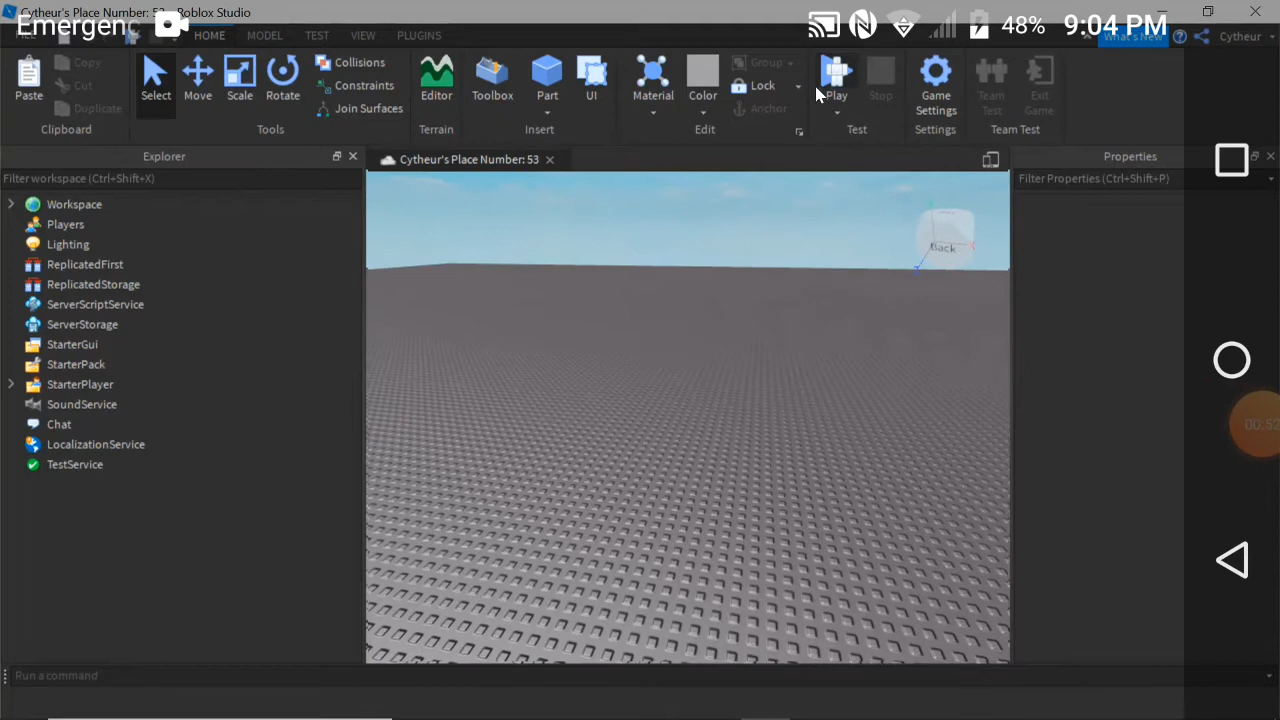 Cytheur's Place Number: 53 - Roblox Studio
Emergenc
48% 9:04 PM
HOME MODEL TEST VIEW PLUGINS
What's New
Cytheur
Paste
Copy
Cut
Duplicate
Clipboard
Select Move Scale Rotate
Collisions
Constraints
Join Surfaces
Tools
Editor
Terrain
Toolbox Part UI
Insert
Material Color
Group
Lock
Anchor
Edit
Play Stop
Test
Game Settings
Settings
Team Test
Exit Game
Team Test
Explorer
Filter workspace (Ctrl+Shift+X)
Workspace
Players
Lighting
ReplicatedFirst
ReplicatedStorage
ServerScriptService
ServerStorage
StarterGui
StarterPack
StarterPlayer
SoundService
Chat
LocalizationService
TestService
Cytheur's Place Number: 53
Back
Properties
Filter Properties (Ctrl+Shift+P)
00:52
Run a command